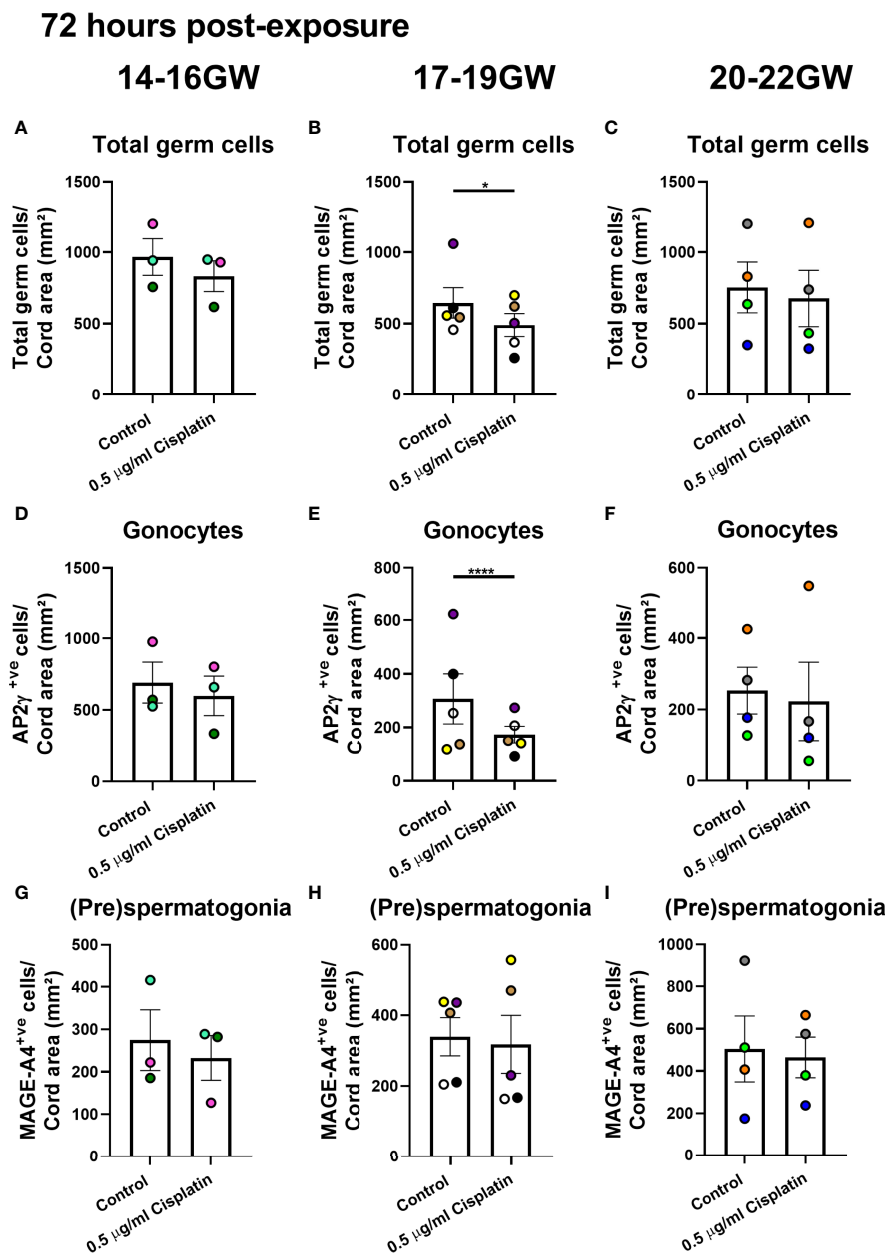 72 hours post-exposure
14-16GW
17-19GW
20-22GW
A
Total germ cells
Total germ cells/
Cord area (mm²)
1500
1000
500
0
Control
0.5 µg/ml Cisplatin
B
Total germ cells
Total germ cells/
Cord area (mm²)
1500
1000
500
0
*
Control
0.5 µg/ml Cisplatin
C
Total germ cells
Total germ cells/
Cord area (mm²)
1500
1000
500
0
Control
0.5 µg/ml Cisplatin
D
Gonocytes
AP2γ +ve cells/
Cord area (mm²)
1500
1000
500
0
Control
0.5 µg/ml Cisplatin
E
Gonocytes
AP2γ +ve cells/
Cord area (mm²)
800
600
400
200
0
****
Control
0.5 µg/ml Cisplatin
F
Gonocytes
AP2γ +ve cells/
Cord area (mm²)
600
400
200
0
Control
0.5 µg/ml Cisplatin
G
(Pre)spermatogonia
MAGE-A4+ve cells/
Cord area (mm²)
500
400
300
200
100
0
Control
0.5 µg/ml Cisplatin
H
(Pre)spermatogonia
MAGE-A4+ve cells/
Cord area (mm²)
600
400
200
0
Control
0.5 µg/ml Cisplatin
I
(Pre)spermatogonia
MAGE-A4+ve cells/
Cord area (mm²)
1000
800
600
400
200
0
Control
0.5 µg/ml Cisplatin